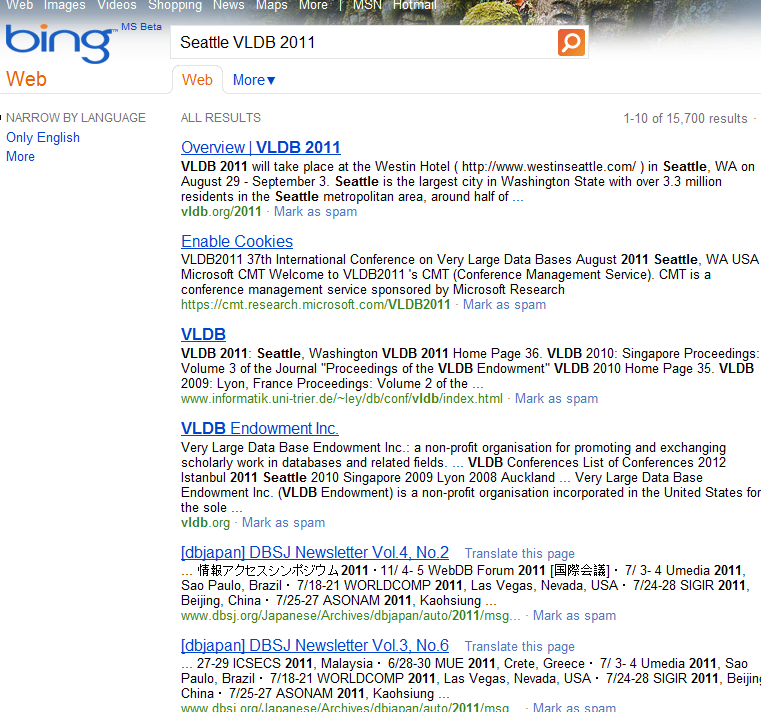 Web Images Videos Shopping News Maps More | MSN Hotmail
bing™ MS Beta
Seattle VLDB 2011
Web
Web More▼
NARROW BY LANGUAGE
Only English
More
ALL RESULTS
1-10 of 15,700 results ·
Overview | VLDB 2011
VLDB 2011 will take place at the Westin Hotel ( http://www.westinseattle.com/ ) in Seattle, WA on
August 29 - September 3. Seattle is the largest city in Washington State with over 3.3 million
residents in the Seattle metropolitan area, around half of ...
vldb.org/2011 · Mark as spam
Enable Cookies
VLDB2011 37th International Conference on Very Large Data Bases August 2011 Seattle, WA USA
Microsoft CMT Welcome to VLDB2011 's CMT (Conference Management Service). CMT is a
conference management service sponsored by Microsoft Research
https://cmt.research.microsoft.com/VLDB2011 · Mark as spam
VLDB
VLDB 2011: Seattle, Washington VLDB 2011 Home Page 36. VLDB 2010: Singapore Proceedings:
Volume 3 of the Journal "Proceedings of the VLDB Endowment" VLDB 2010 Home Page 35. VLDB
2009: Lyon, France Proceedings: Volume 2 of the ...
www.informatik.uni-trier.de/~ley/db/conf/vldb/index.html · Mark as spam
VLDB Endowment Inc.
Very Large Data Base Endowment Inc.: a non-profit organisation for promoting and exchanging
scholarly work in databases and related fields. ... VLDB Conferences List of Conferences 2012
Istanbul 2011 Seattle 2010 Singapore 2009 Lyon 2008 Auckland ... Very Large Data Base
Endowment Inc. (VLDB Endowment) is a non-profit organisation incorporated in the United States for
the sole ...
vldb.org · Mark as spam
[dbjapan] DBSJ Newsletter Vol.4, No.2 Translate this page
... 情報アクセスシンポジウム2011・11/ 4- 5 WebDB Forum 2011 [国際会議]・ 7/ 3- 4 Umedia 2011,
Sao Paulo, Brazil・ 7/18-21 WORLDCOMP 2011, Las Vegas, Nevada, USA・ 7/24-28 SIGIR 2011,
Beijing, China・ 7/25-27 ASONAM 2011, Kaohsiung ...
www.dbsj.org/Japanese/Archives/dbjapan/auto/2011/msg... · Mark as spam
[dbjapan] DBSJ Newsletter Vol.3, No.6 Translate this page
... 27-29 ICSECS 2011, Malaysia・ 6/28-30 MUE 2011, Crete, Greece・ 7/ 3- 4 Umedia 2011, Sao
Paulo, Brazil・ 7/18-21 WORLDCOMP 2011, Las Vegas, Nevada, USA・ 7/24-28 SIGIR 2011, Beijing
China・ 7/25-27 ASONAM 2011, Kaohsiung ...
www.dbsj.org/Japanese/Archives/dbjapan/auto/2011/msg... · Mark as spam